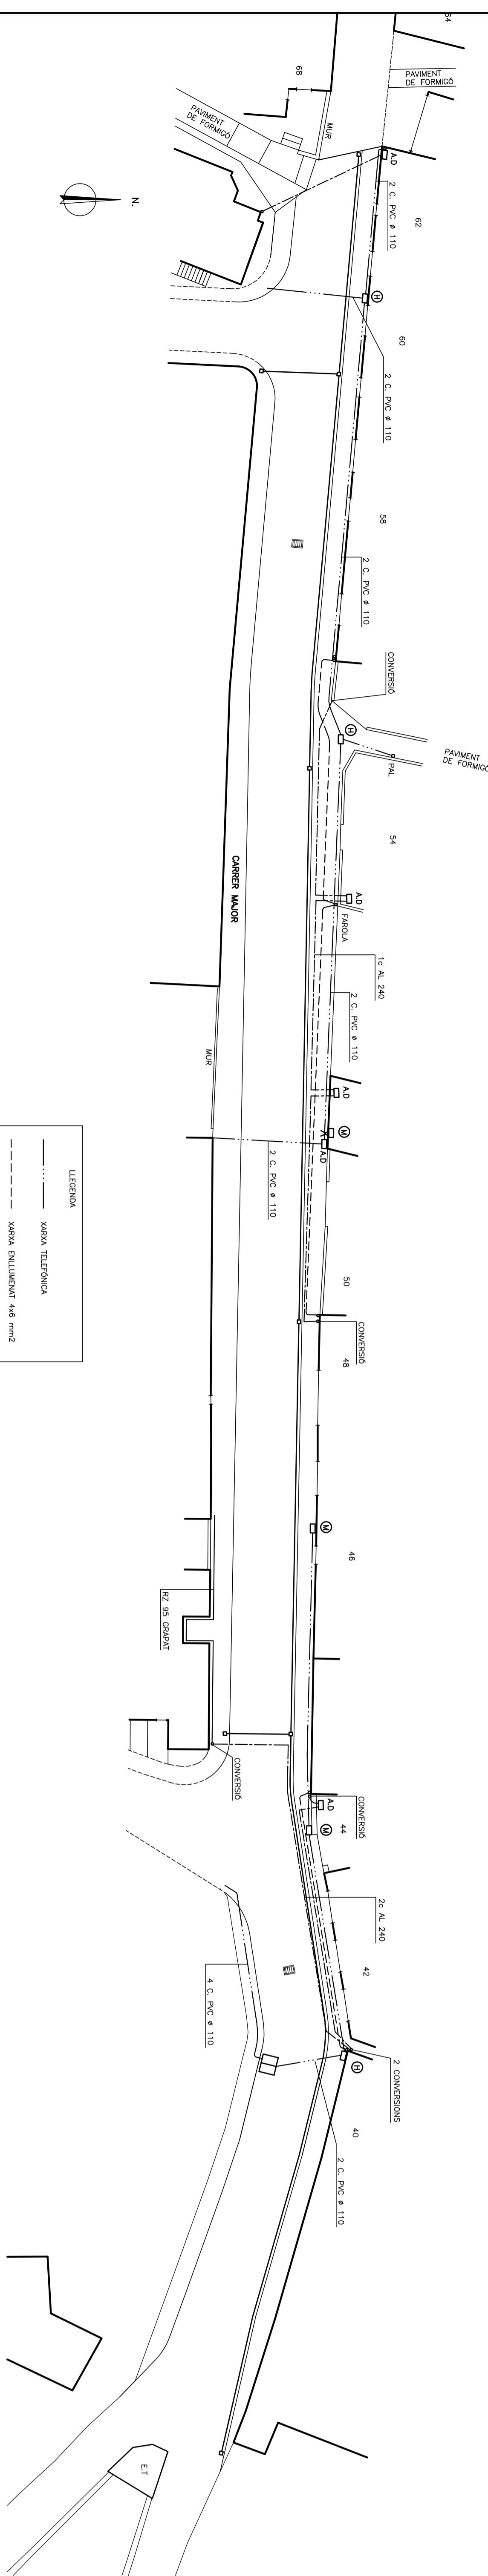 64
PAVIMENT
DE FORMIGÓ
68
MUR
PAVIMENT
DE FORMIGÓ
A.D
2 C. PVC ø 110
62
N.
H
60
2 C. PVC ø 110
58
2 C. PVC ø 110
CONVERSIÓ
H
PAVIMENT
DE FORMIGÓ
PAL
54
CARRER MAJOR
A.D
FAROLA
1c AL 240
2 C. PVC ø 110
MUR
A.D
M
A.D
2 C. PVC ø 110
LLEGENDA
XARXA TELEFÒNICA
XARXA ENLLUMENAT 4x6 mm2
50
CONVERSIÓ
48
M
46
RZ 95 GRAPAT
CONVERSIÓ
CONVERSIÓ
A.D
M
44
2c AL 240
42
4 C. PVC ø 110
2 CONVERSIONS
H
40
2 C. PVC ø 110
E.T